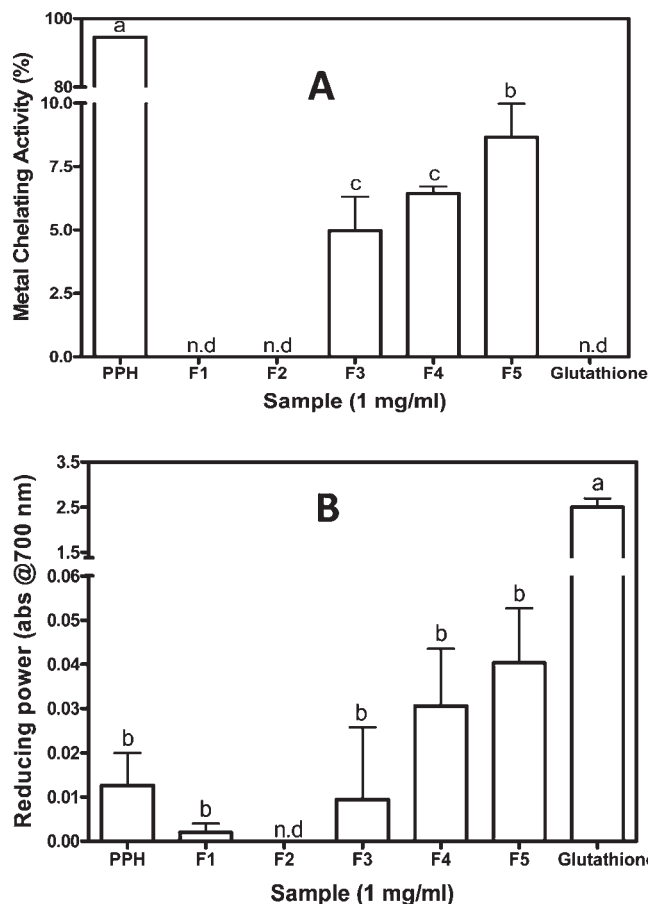 100
a
80
A
10.0
b
7.5
c c
5.0
2.5
n.d n.d n.d
0.0
PPH F1 F2 F3 F4 F5 Glutathione
Metal Chelating Activity (%)
Sample (1 mg/ml)
3.5
a
B
2.5
1.5
0.06
b
0.05
b
0.04
b
0.03
b
0.02
b
0.01
n.d
0.00
PPH F1 F2 F3 F4 F5 Glutathione
Reducing power (abs @700 nm)
Sample (1 mg/ml)